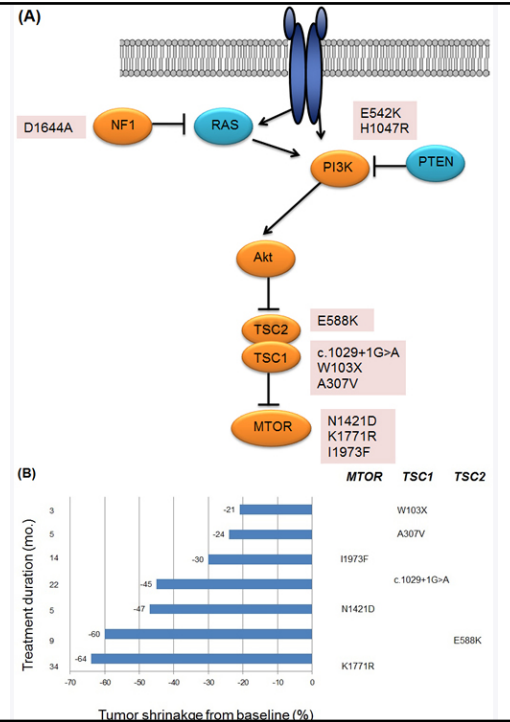 (A)
E542K
H1047R
D1644A
NF1
RAS
PI3K
PTEN
Akt
TSC2
E588K
TSC1
c.1029+1G>A
W103X
A307V
MTOR
N1421D
K1771R
I1973F
(B)
MTOR TSC1 TSC2
3 -21 W103X
5 -24 A307V
14 -30 I1973F
22 -45 c.1029+1G>A
5 -47 N1421D
9 -60 E588K
34 -64 K1771R
Treatment duration (mo.)
-70 -60 -50 -40 -30 -20 -10 0
Tumor shrinakge from baseline (%)